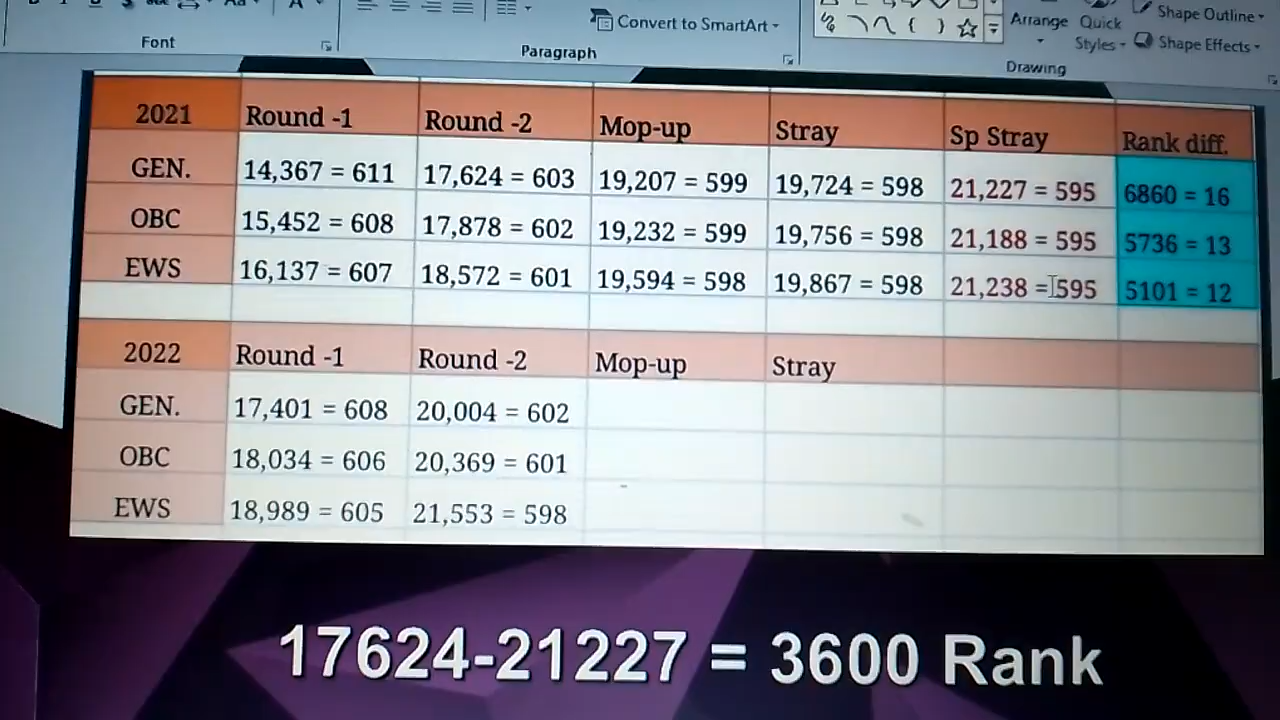 Convert to SmartArt
Arrange
Quick
Styles
Shape Outline
Shape Effects
Font
Paragraph
Drawing
2021 Round -1 Round -2 Mop-up Stray Sp Stray Rank diff.
GEN. 14,367 = 611 17,624 = 603 19,207 = 599 19,724 = 598 21,227 = 595 6860 = 16
OBC 15,452 = 608 17,878 = 602 19,232 = 599 19,756 = 598 21,188 = 595 5736 = 13
EWS 16,137 = 607 18,572 = 601 19,594 = 598 19,867 = 598 21,238 = 595 5101 = 12
2022 Round -1 Round -2 Mop-up Stray
GEN. 17,401 = 608 20,004 = 602
OBC 18,034 = 606 20,369 = 601
EWS 18,989 = 605 21,553 = 598
17624-21227 = 3600 Rank